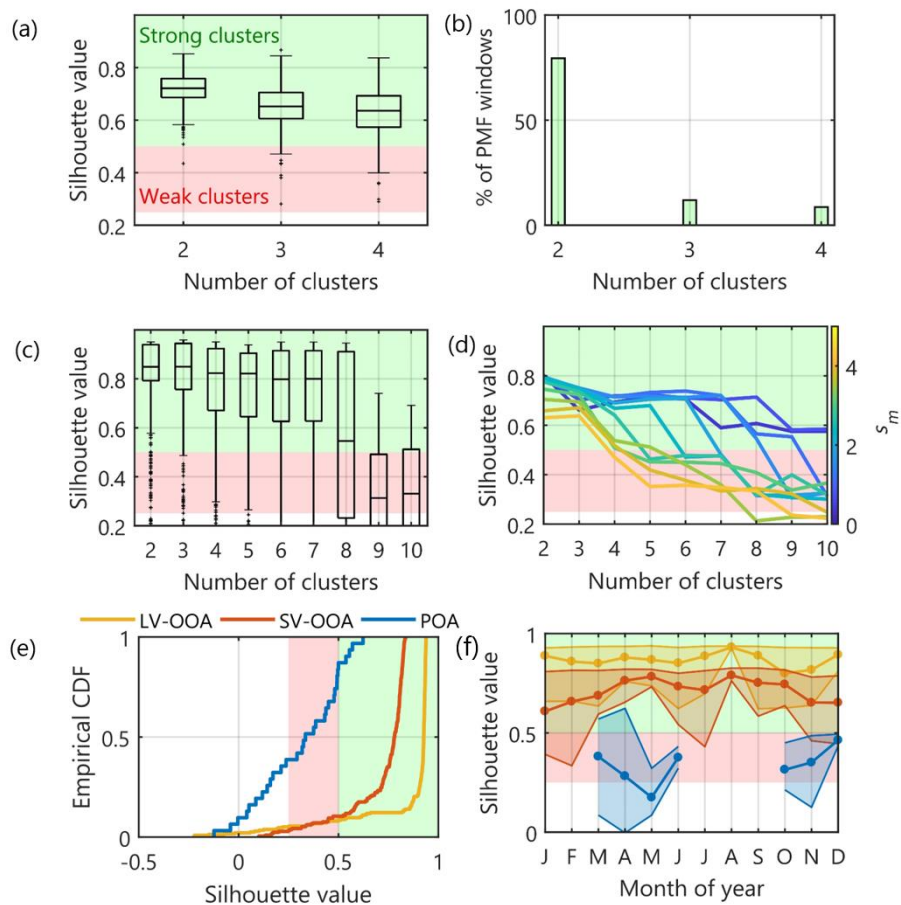 (a)
Strong clusters
Weak clusters
Silhouette value
0.8
0.6
0.4
0.2
2 3 4
Number of clusters
(b)
% of PMF windows
100
50
0
2 3 4
Number of clusters
(c)
Silhouette value
0.8
0.6
0.4
0.2
2 3 4 5 6 7 8 9 10
Number of clusters
(d)
Silhouette value
0.8
0.6
0.4
0.2
2 3 4 5 6 7 8 9 10
Number of clusters
4
2
0
s_m
LV-OOA SV-OOA POA
(e)
Empirical CDF
1
0.5
0
-0.5 0 0.5 1
Silhouette value
(f)
Silhouette value
1
0.5
0
J F M A M J J A S O N D
Month of year